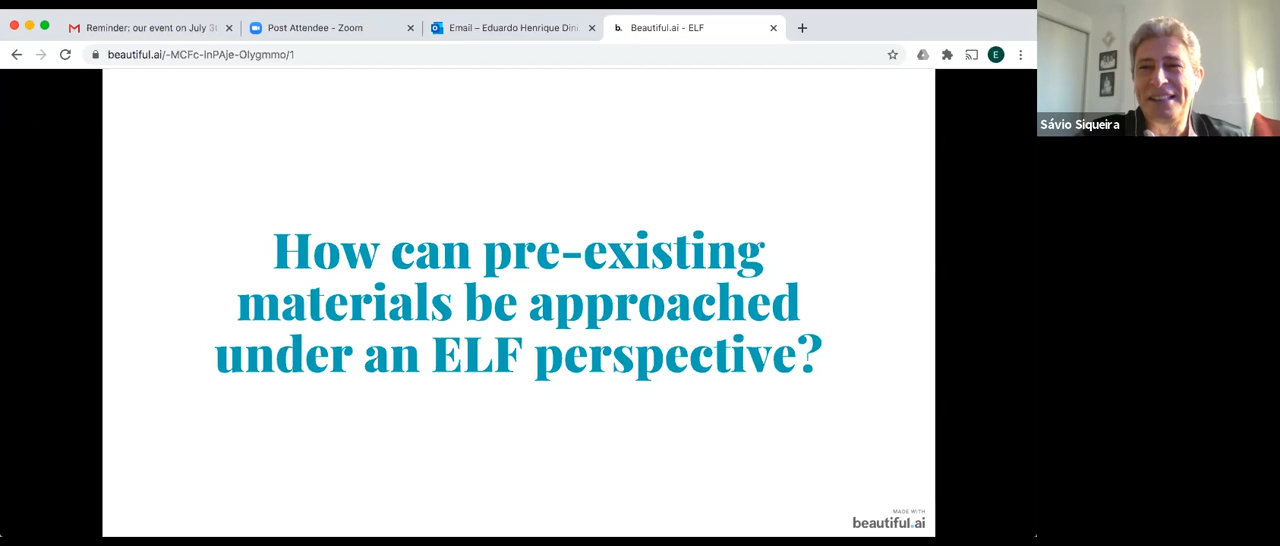 Reminder: our event on July 3
Post Attendee - Zoom
Email – Eduardo Henrique Dini
Beautiful.ai - ELF
beautiful.ai/-MCFc-InPAje-Olygmmo/1
E
Sávio Siqueira
How can pre-existing
materials be approached
under an ELF perspective?
MADE WITH
beautiful.ai